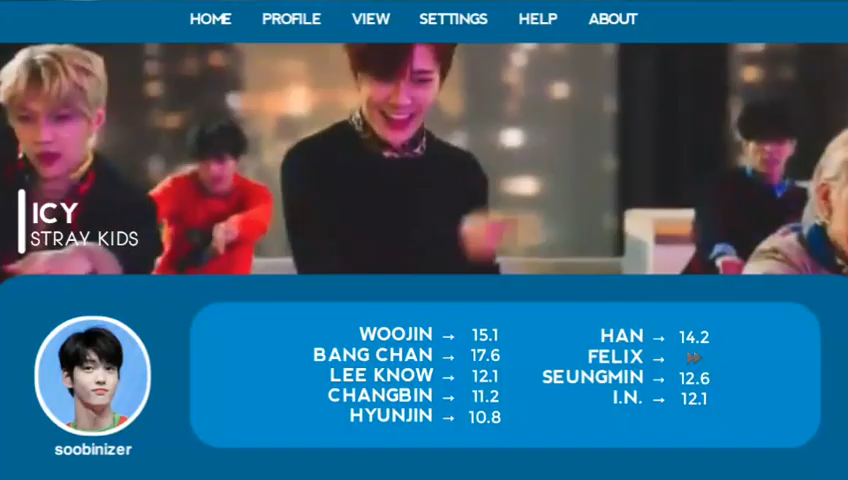 HOME PROFILE VIEW SETTINGS HELP ABOUT
ICY
STRAY KIDS
WOOJIN → 15.1
BANG CHAN → 17.6
LEE KNOW → 12.1
CHANGBIN → 11.2
HYUNJIN → 10.8
HAN → 14.2
FELIX →
SEUNGMIN → 12.6
I.N. → 12.1
soobinizer